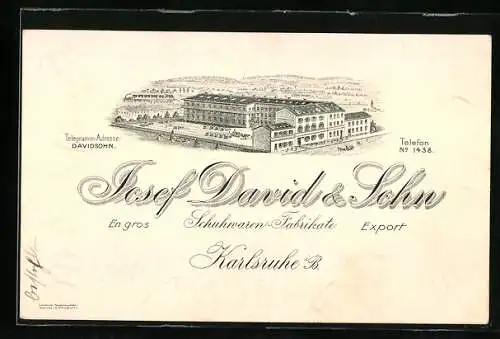 Telegramm-Adresse:
DAVIDSOHN.
Telefon
No 1438.
Josef David & Sohn
En gros
Schuhwaren-Fabrikate
Export
Karlsruhe i/B.